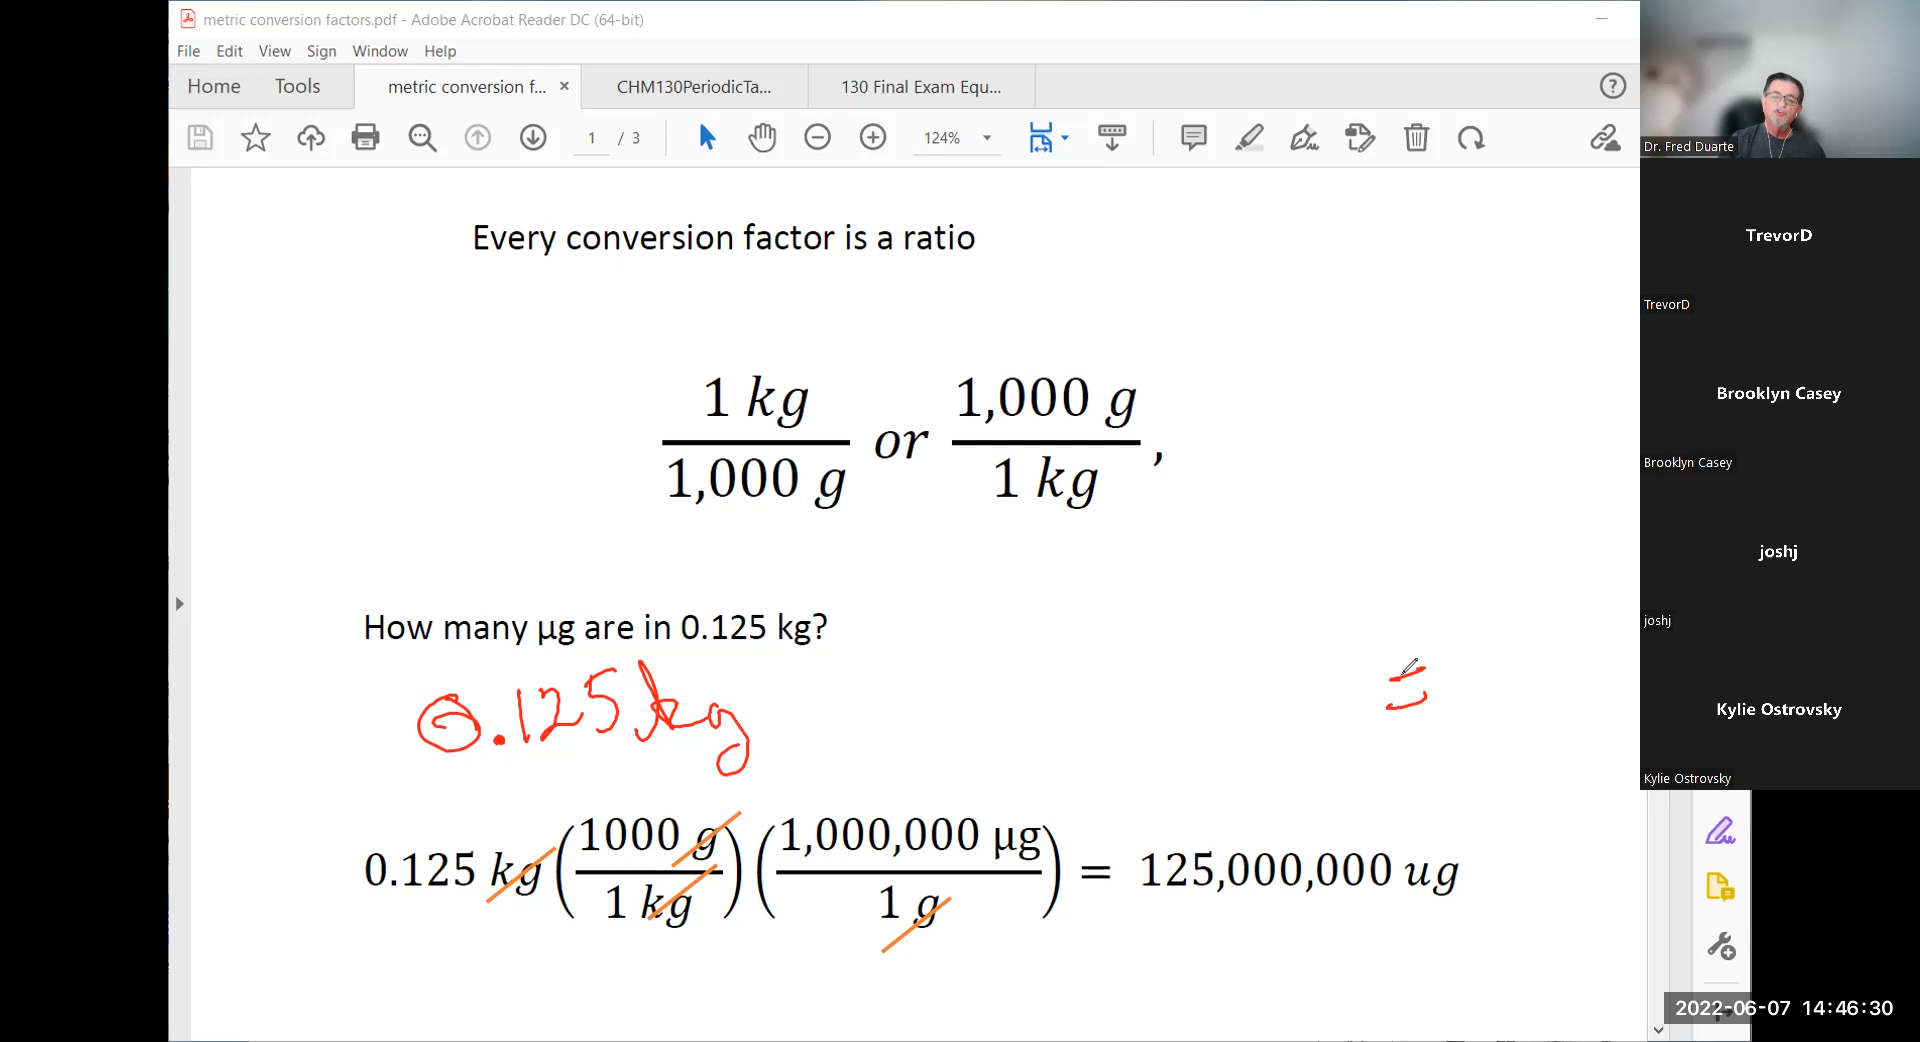 metric conversion factors.pdf - Adobe Acrobat Reader DC (64-bit)
File Edit View Sign Window Help
Home Tools metric conversion f... × CHM130PeriodicTa... 130 Final Exam Equ...
1 / 3 124%
Every conversion factor is a ratio
1 kg / 1,000 g or 1,000 g / 1 kg ,
How many µg are in 0.125 kg?
0.125 kg =
0.125 kg (1000 g / 1 kg) (1,000,000 µg / 1 g) = 125,000,000 ug
Dr. Fred Duarte
TrevorD
TrevorD
Brooklyn Casey
Brooklyn Casey
joshj
joshj
Kylie Ostrovsky
Kylie Ostrovsky
2022-06-07 14:46:30